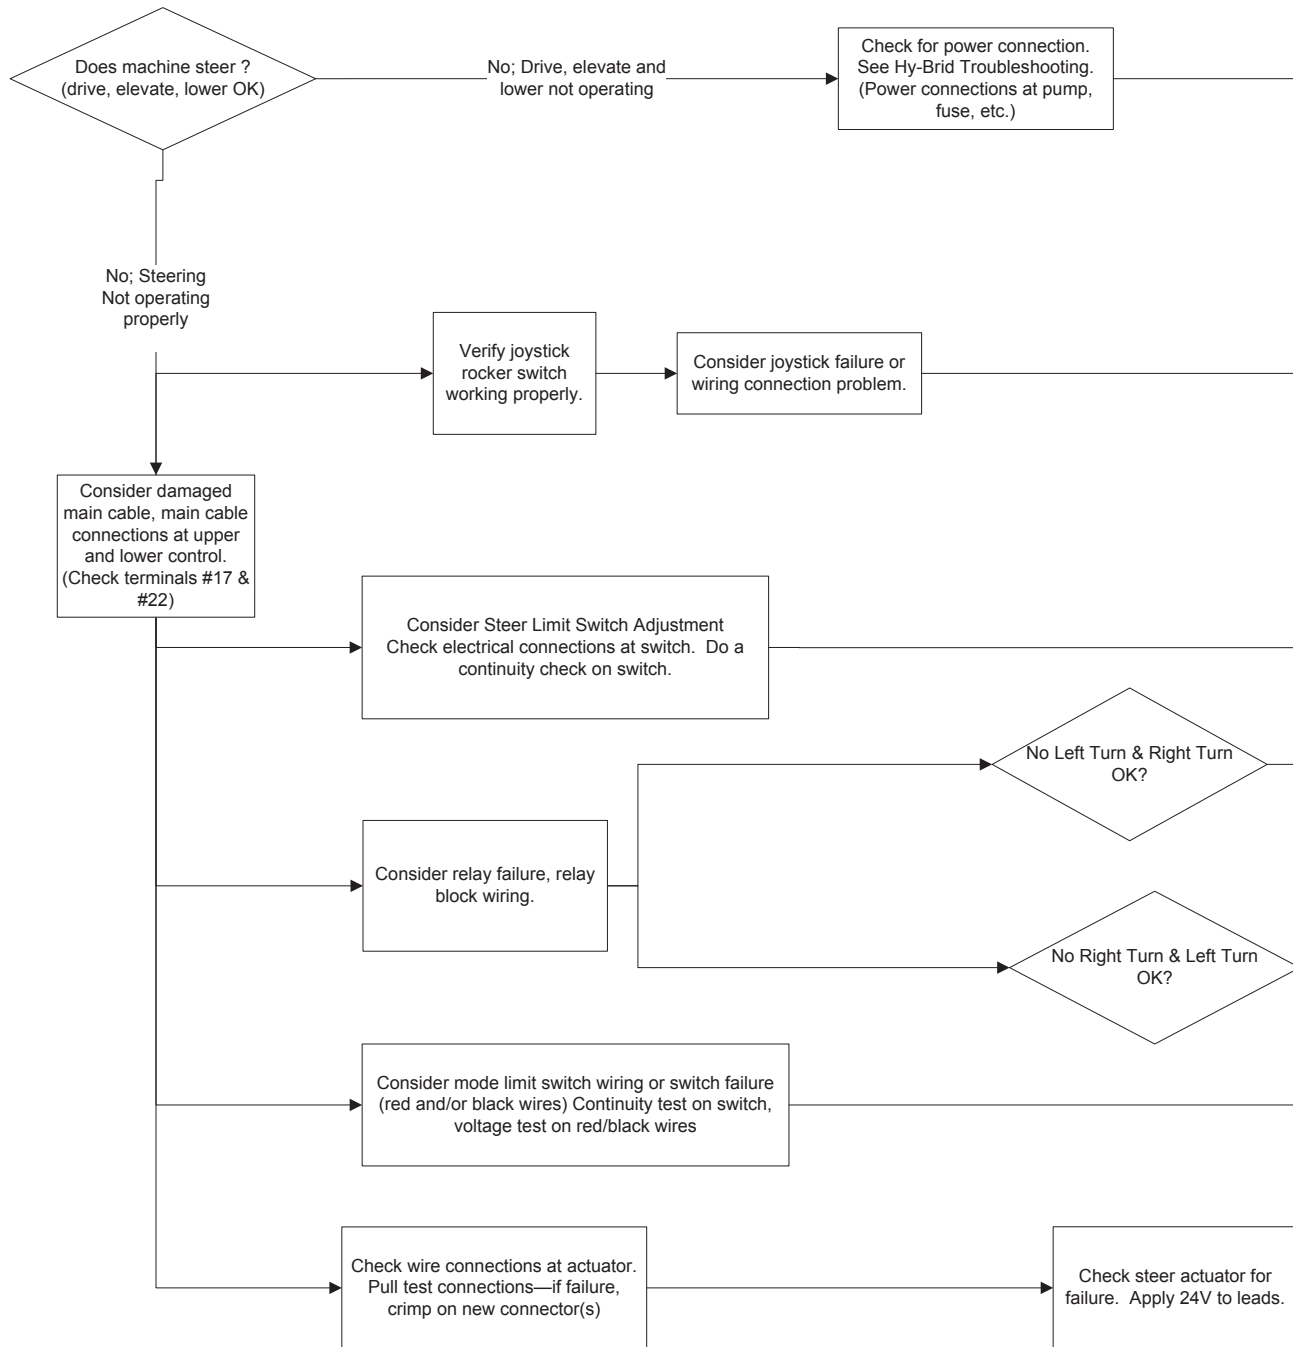 Does machine steer ?
(drive, elevate, lower OK)
No; Drive, elevate and
lower not operating
Check for power connection.
See Hy-Brid Troubleshooting.
(Power connections at pump,
fuse, etc.)
No; Steering
Not operating
properly
Verify joystick
rocker switch
working properly.
Consider joystick failure or
wiring connection problem.
Consider damaged
main cable, main cable
connections at upper
and lower control.
(Check terminals #17 &
#22)
Consider Steer Limit Switch Adjustment
Check electrical connections at switch.  Do a
continuity check on switch.
No Left Turn & Right Turn
OK?
Consider relay failure, relay
block wiring.
No Right Turn & Left Turn
OK?
Consider mode limit switch wiring or switch failure
(red and/or black wires) Continuity test on switch,
voltage test on red/black wires
Check wire connections at actuator.
Pull test connections—if failure,
crimp on new connector(s)
Check steer actuator for
failure.  Apply 24V to leads.